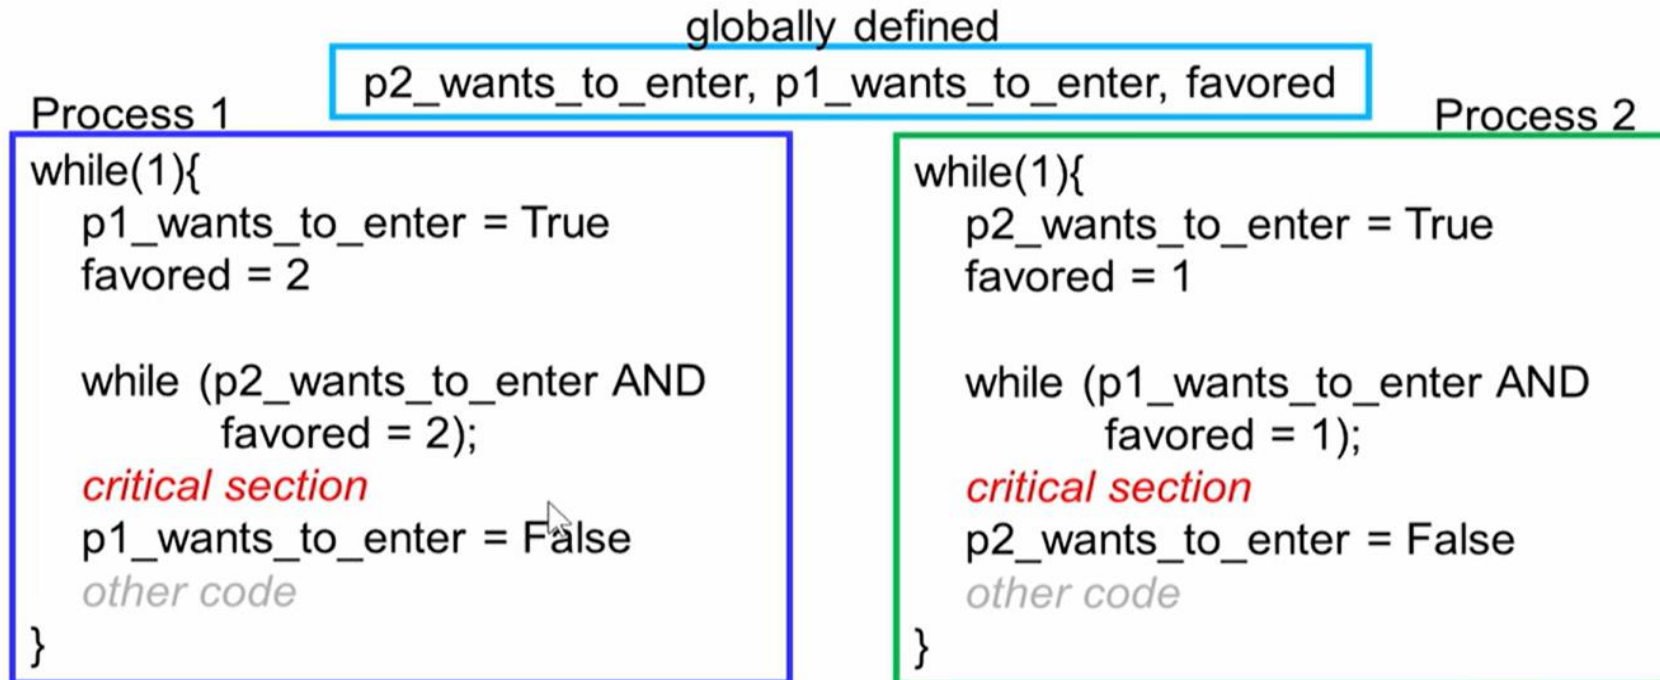 globally defined
p2_wants_to_enter, p1_wants_to_enter, favored
Process 1
while(1){
p1_wants_to_enter = True
favored = 2
while (p2_wants_to_enter AND
favored = 2);
critical section
p1_wants_to_enter = False
other code
}
Process 2
while(1){
p2_wants_to_enter = True
favored = 1
while (p1_wants_to_enter AND
favored = 1);
critical section
p2_wants_to_enter = False
other code
}